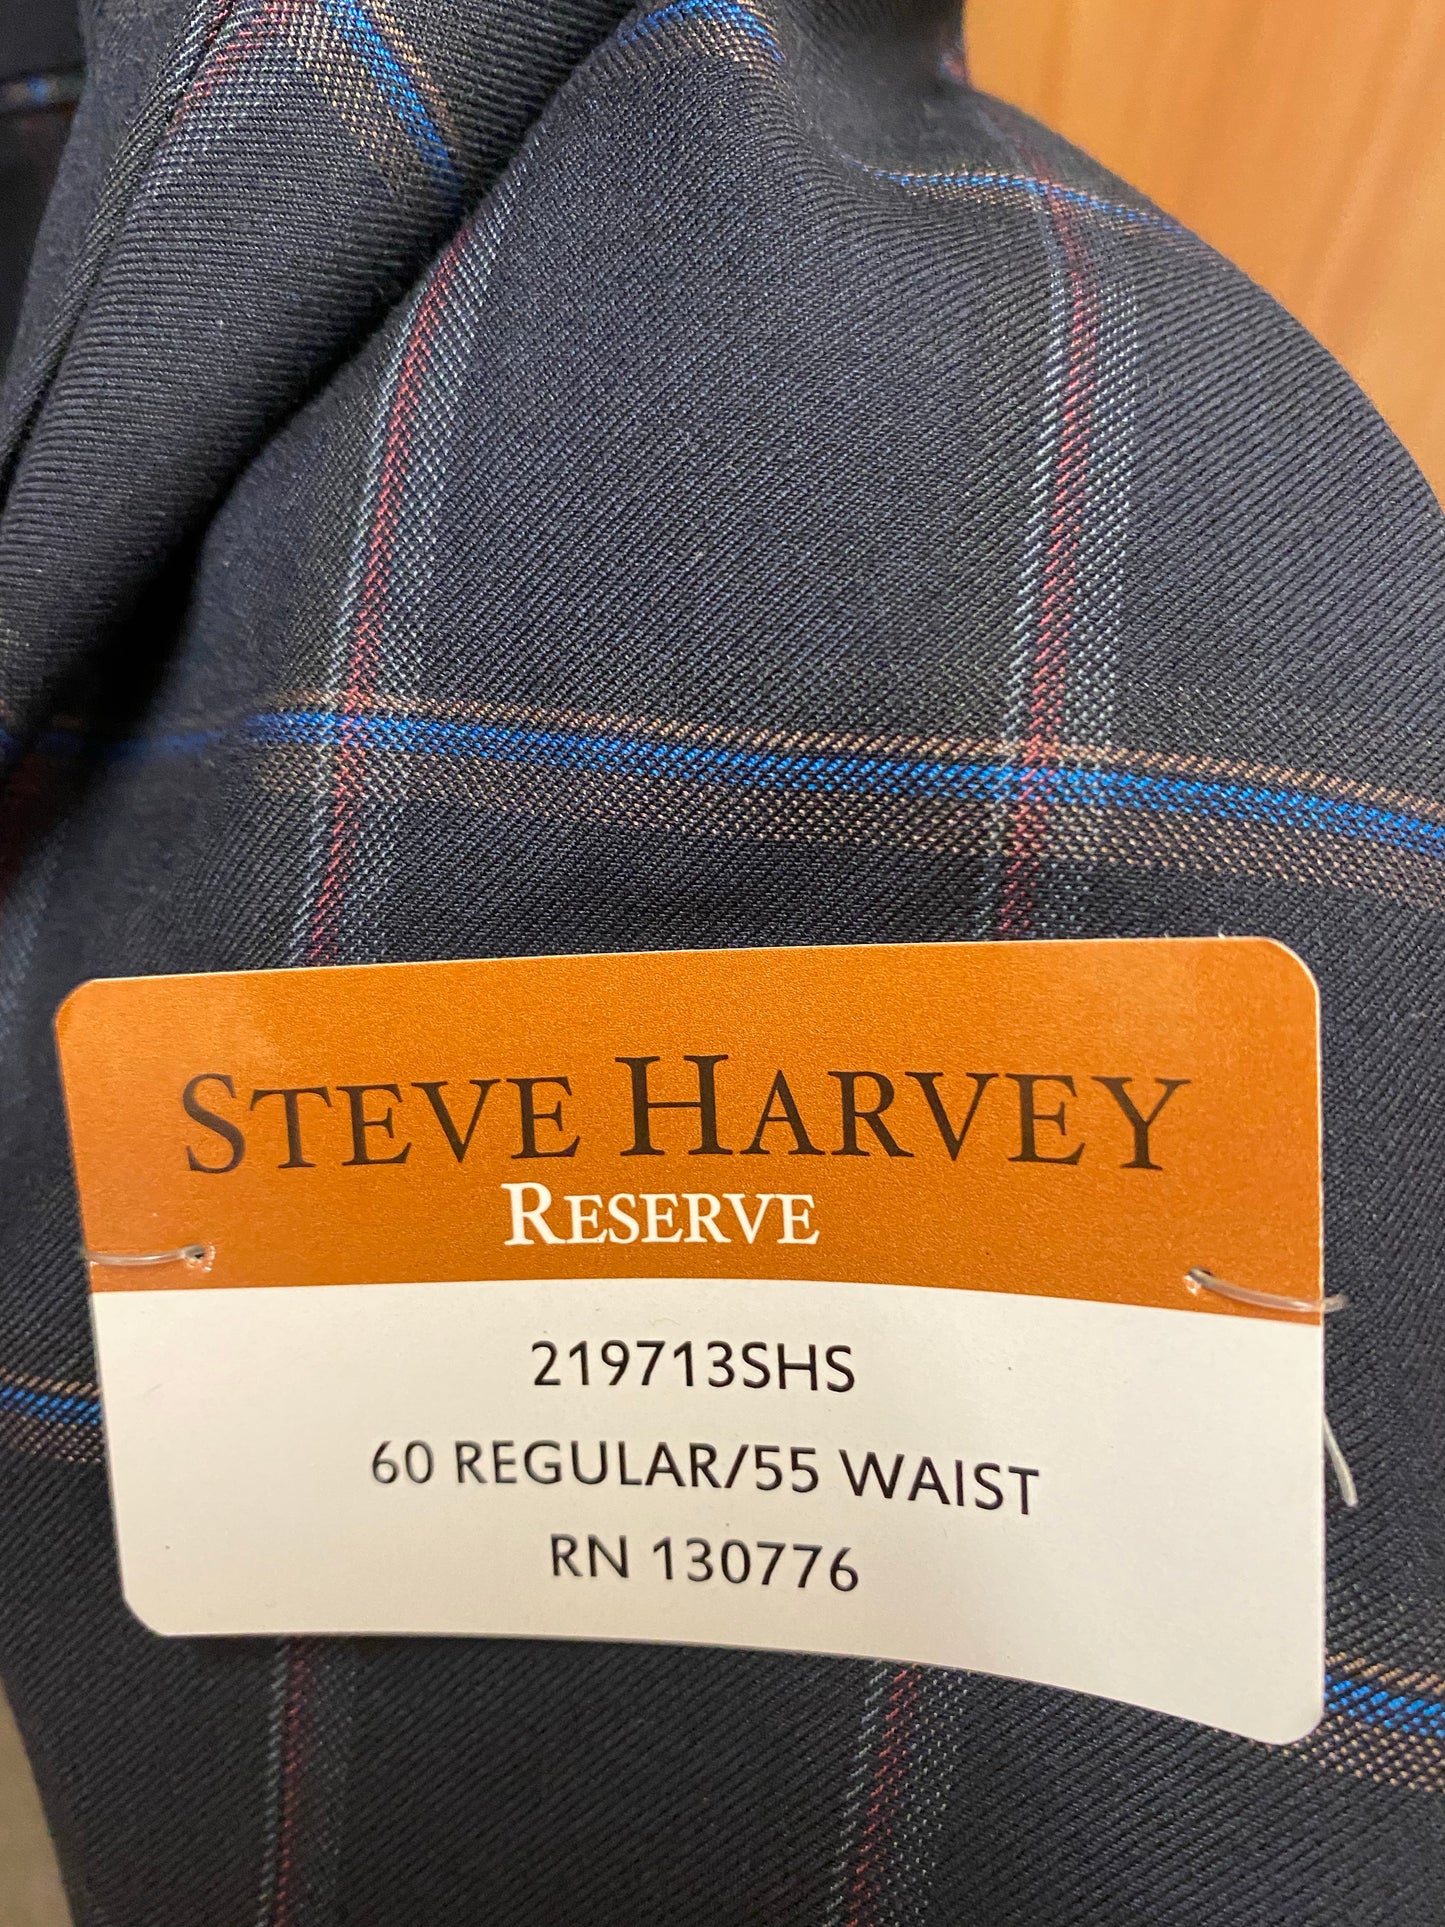 STEVE HARVEY
RESERVE
219713SHS
60 REGULAR/55 WAIST
RN 130776